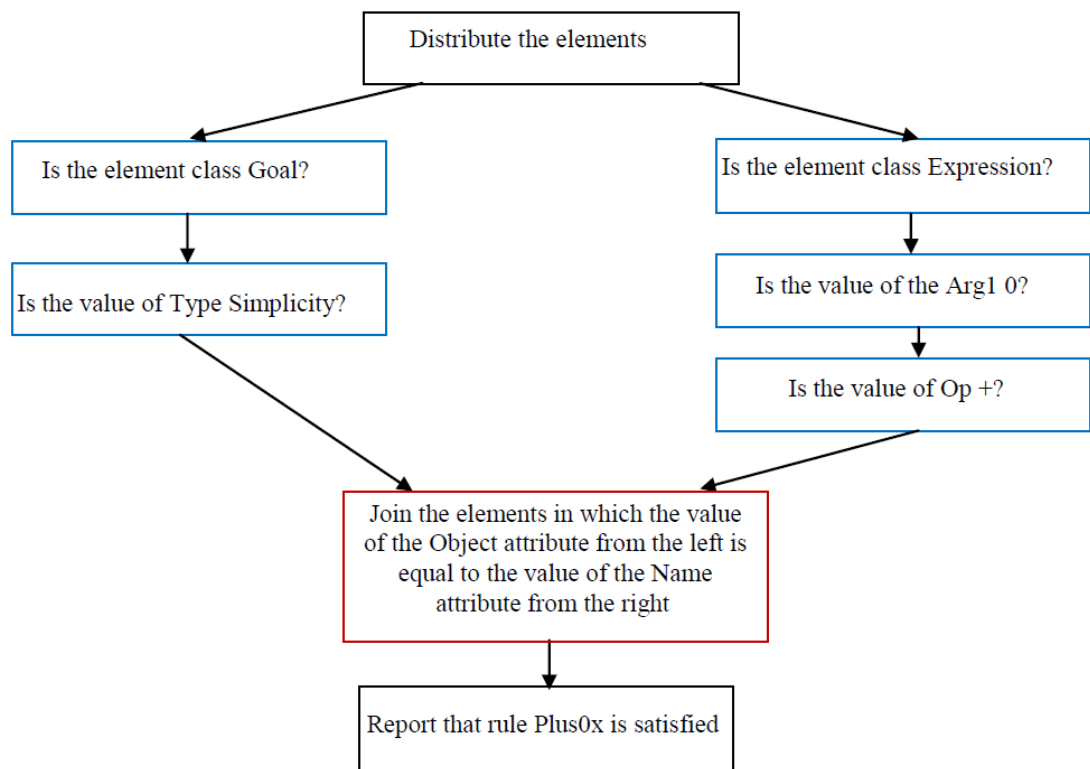 Distribute the elements
Is the element class Goal?
Is the element class Expression?
Is the value of Type Simplicity?
Is the value of the Arg1 0?
Is the value of Op +?
Join the elements in which the value
of the Object attribute from the left is
equal to the value of the Name
attribute from the right
Report that rule Plus0x is satisfied